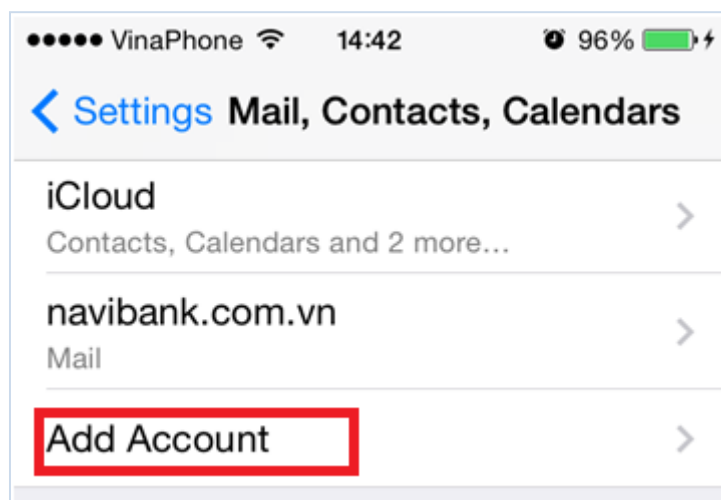 VinaPhone 14:42 96%
Settings Mail, Contacts, Calendars
iCloud
Contacts, Calendars and 2 more...
navibank.com.vn
Mail
Add Account